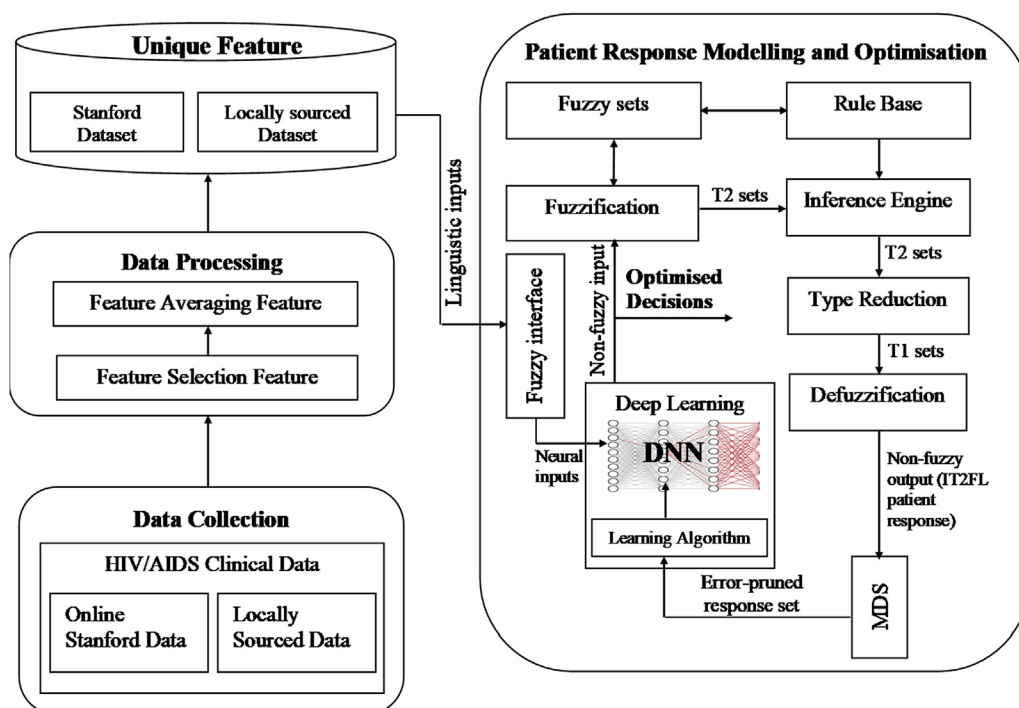 Unique Feature
Stanford
Dataset
Locally sourced
Dataset
Data Processing
Feature Averaging Feature
Feature Selection Feature
Data Collection
HIV/AIDS Clinical Data
Online
Stanford Data
Locally
Sourced Data
Linguistic inputs
Patient Response Modelling and Optimisation
Fuzzy sets
Rule Base
Fuzzification
T2 sets
Inference Engine
T2 sets
Type Reduction
T1 sets
Defuzzification
Fuzzy interface
Non-fuzzy input
Optimised
Decisions
Deep Learning
DNN
Neural
inputs
Learning Algorithm
Non-fuzzy
output (IT2FL
patient
response)
Error-pruned
response set
MDS